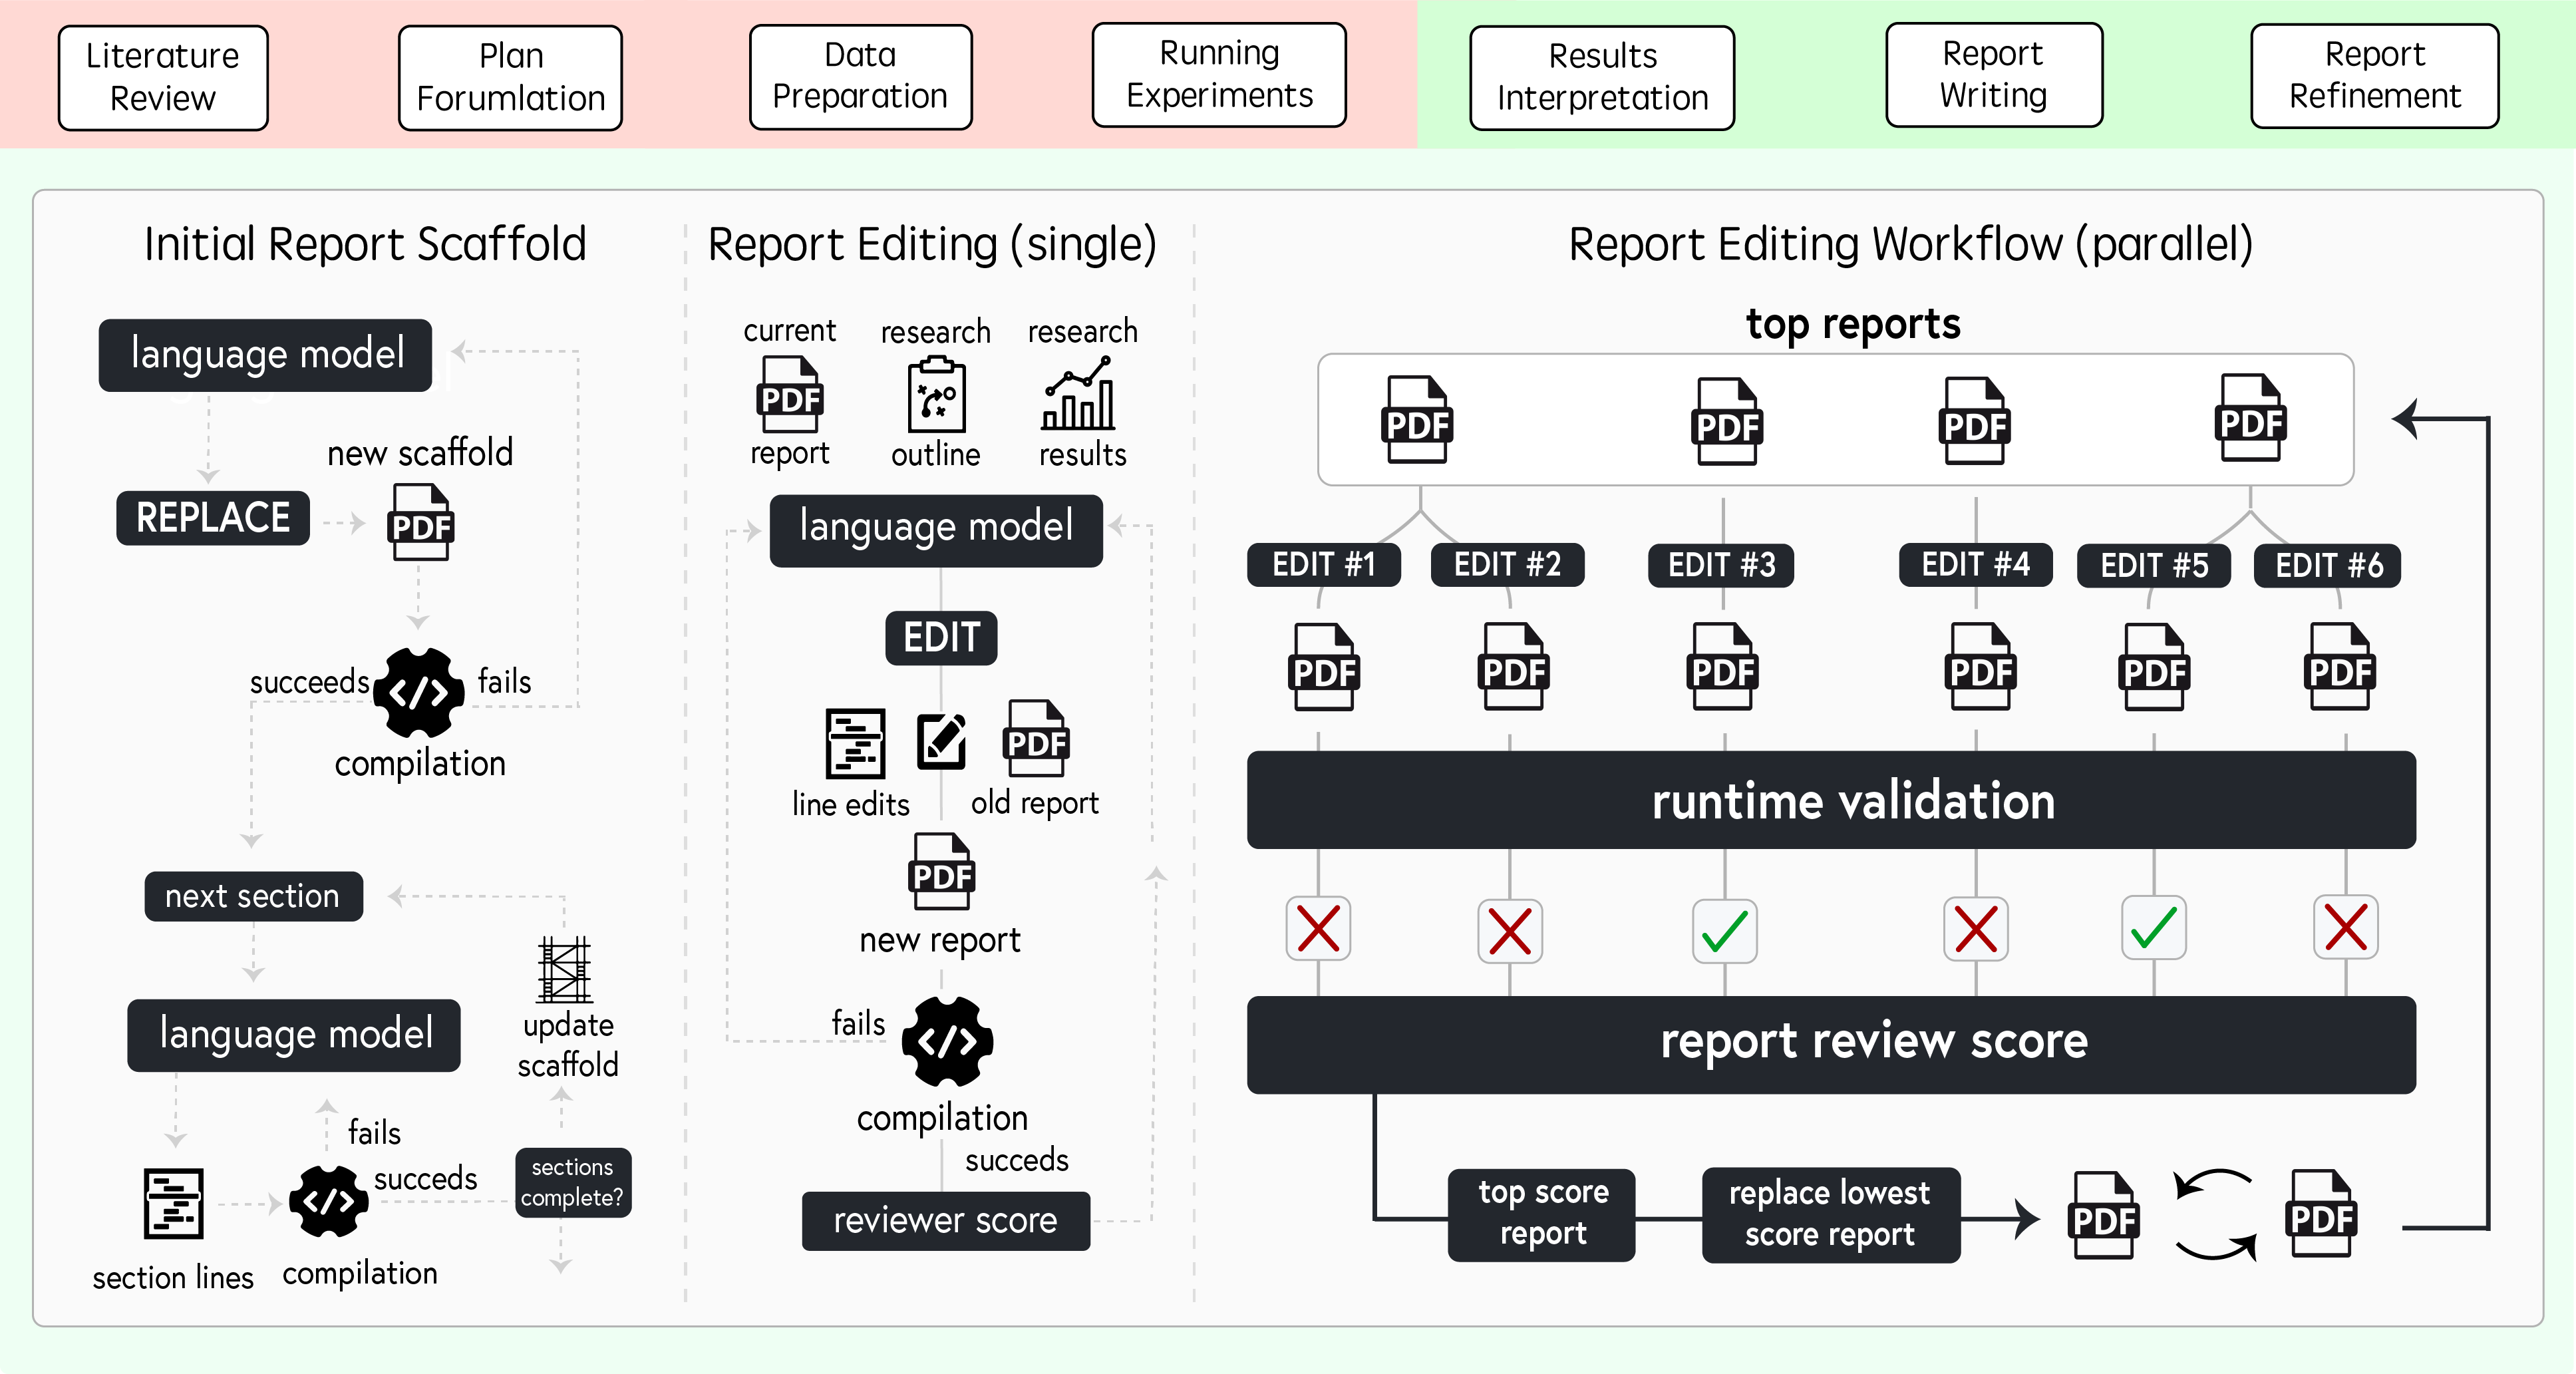 Literature
Review
Plan
Forumlation
Data
Preparation
Running
Experiments
Results
Interpretation
Report
Writing
Report
Refinement
Initial Report Scaffold
language model
new scaffold
REPLACE
PDF
succeeds
fails
compilation
next section
language model
update
scaffold
fails
succeds
sections
complete?
section lines
compilation
Report Editing (single)
current
PDF
report
research
outline
research
results
language model
EDIT
line edits
PDF
old report
PDF
new report
fails
compilation
succeds
reviewer score
Report Editing Workflow (parallel)
top reports
PDF
PDF
PDF
PDF
EDIT #1
EDIT #2
EDIT #3
EDIT #4
EDIT #5
EDIT #6
PDF
PDF
PDF
PDF
PDF
PDF
runtime validation
report review score
top score
report
replace lowest
score report
PDF
PDF